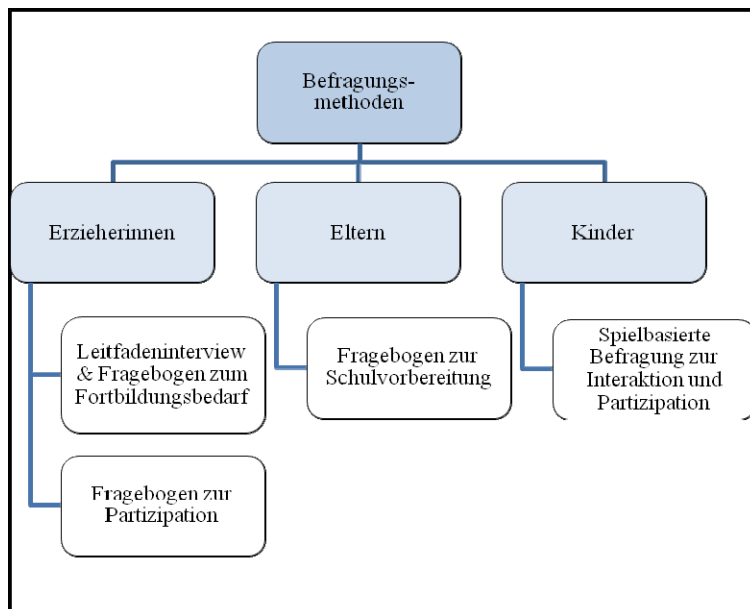 Befragungs-
methoden
Erzieherinnen
Eltern
Kinder
Leitfadeninterview
& Fragebogen zum
Fortbildungsbedarf
Fragebogen zur
Schulvorbereitung
Spielbasierte
Befragung zur
Interaktion und
Partizipation
Fragebogen zur
Partizipation